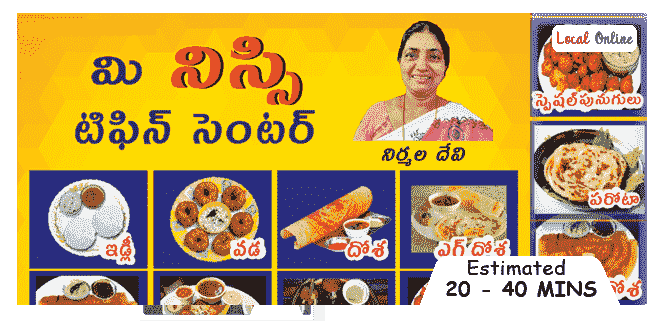 మి నిస్సి
టిఫిన్ సెంటర్
నిర్మల దేవి
Local Online
స్పెషల్ పునుగులు
పరోటా
ఇడ్లీ
వడ
దోశ
ఎగ్ దోశ
దోశ
Estimated
20 - 40 MINS